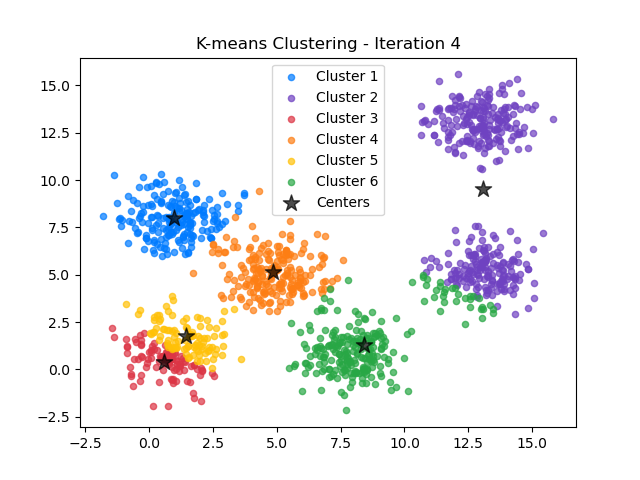 K-means Clustering - Iteration 4
15.0
12.5
10.0
7.5
5.0
2.5
0.0
−2.5
Cluster 1
Cluster 2
Cluster 3
Cluster 4
Cluster 5
Cluster 6
Centers
−2.5 0.0 2.5 5.0 7.5 10.0 12.5 15.0